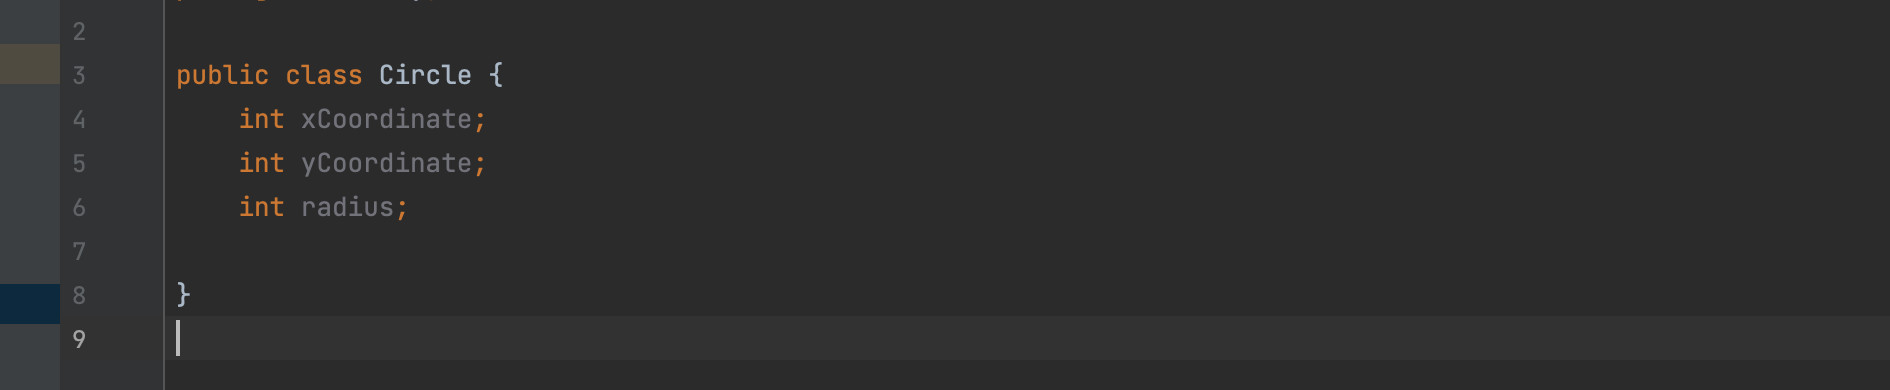 2
3 public class Circle {
4 int xCoordinate;
5 int yCoordinate;
6 int radius;
7
8 }
9